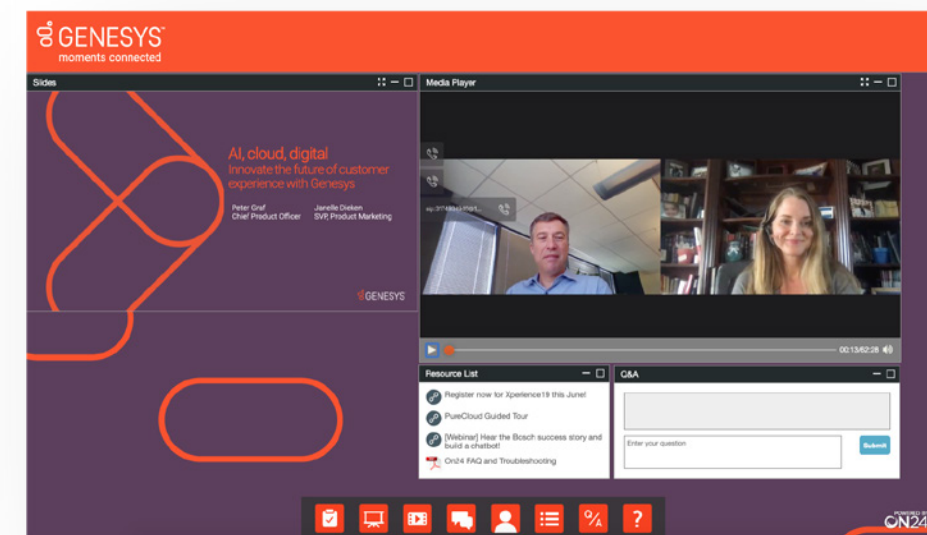 GENESYS™
moments connected
Slides
AI, cloud, digital
Innovate the future of customer
experience with Genesys
Peter Graf
Chief Product Officer
Janelle Dieken
SVP, Product Marketing
GENESYS
Media Player
00:13/62:28
Resource List
Register now for Xperience19 this June!
PureCloud Guided Tour
[Webinar] Hear the Bosch success story and
build a chatbot!
On24 FAQ and Troubleshooting
Q&A
Enter your question
Submit
Q/A
?
POWERED BY
ON24